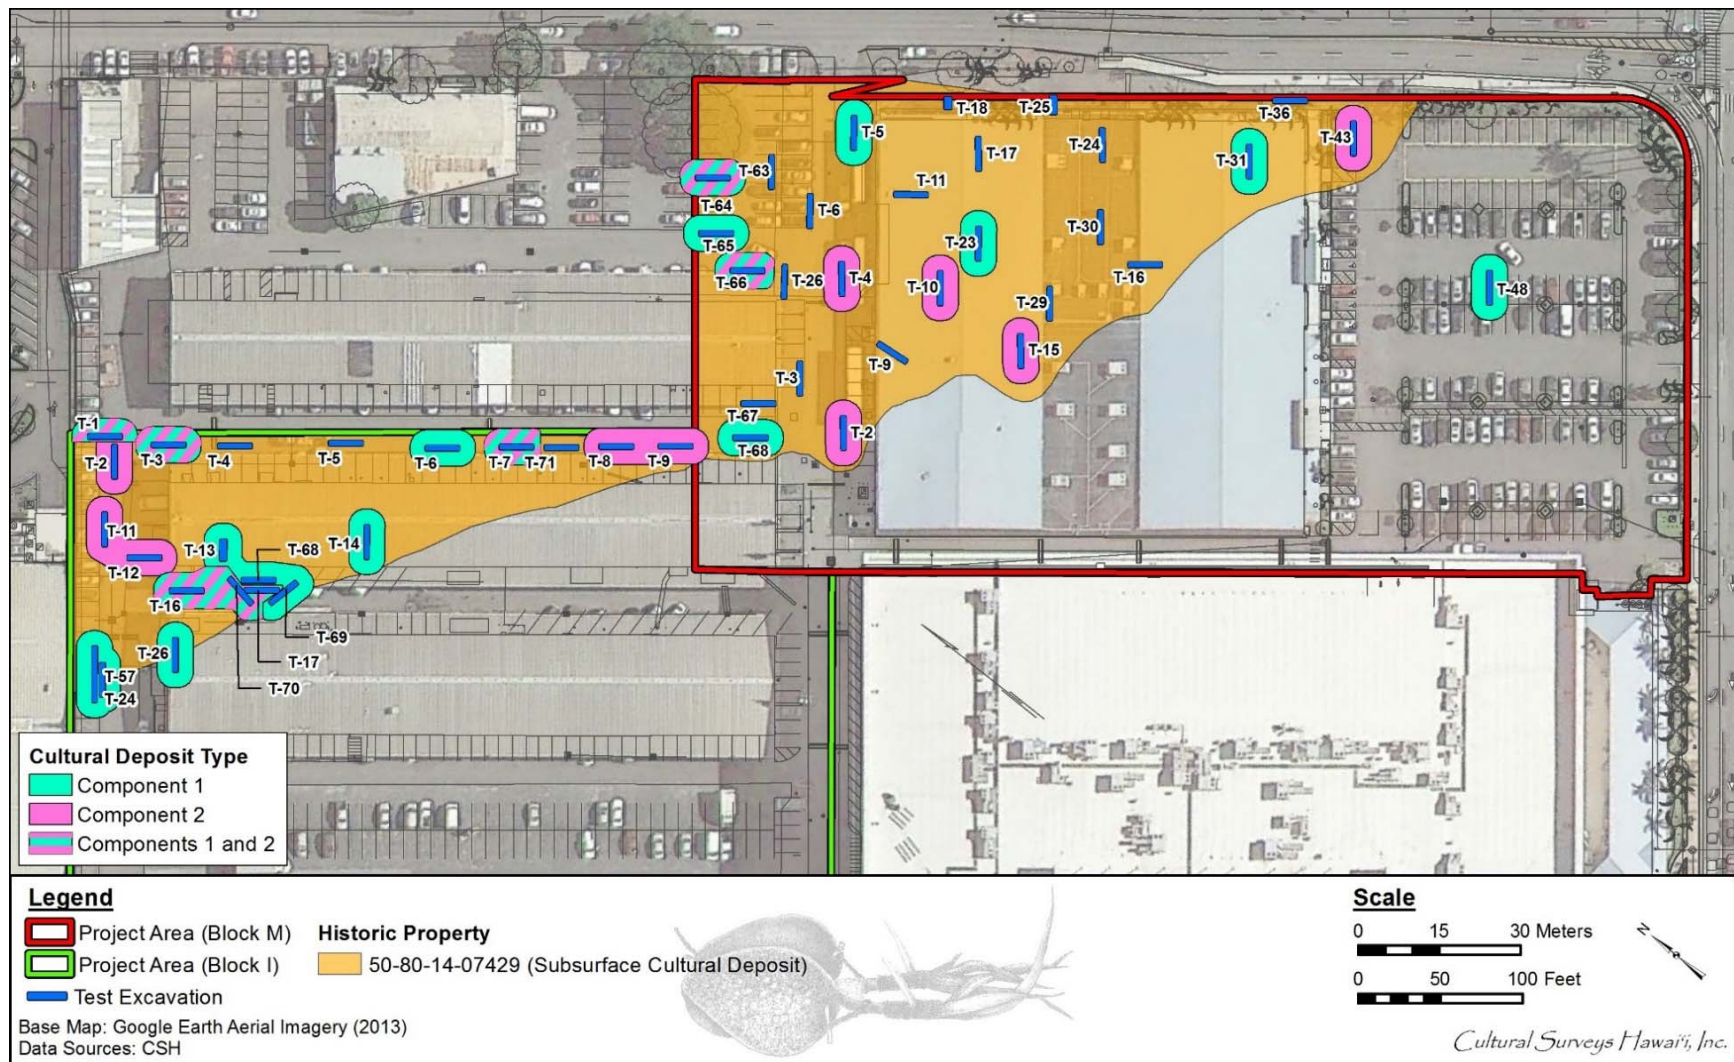 T-18
T-25
T-36
T-5
T-43
T-17
T-24
T-31
T-63
T-11
T-64
T-6
T-65
T-23
T-30
T-66
T-26
T-4
T-10
T-16
T-48
T-29
T-15
T-9
T-3
T-67
T-2
T-68
T-1
T-2
T-3
T-4
T-5
T-6
T-7
T-71
T-8
T-9
T-11
T-12
T-13
T-68
T-14
T-16
T-69
T-26
T-17
T-57
T-24
T-70
Cultural Deposit Type
Component 1
Component 2
Components 1 and 2
Legend
Project Area (Block M)
Project Area (Block I)
Test Excavation
Historic Property
50-80-14-07429 (Subsurface Cultural Deposit)
Base Map: Google Earth Aerial Imagery (2013)
Data Sources: CSH
Scale
0 15 30 Meters
0 50 100 Feet
N
Cultural Surveys Hawai‘i, Inc.